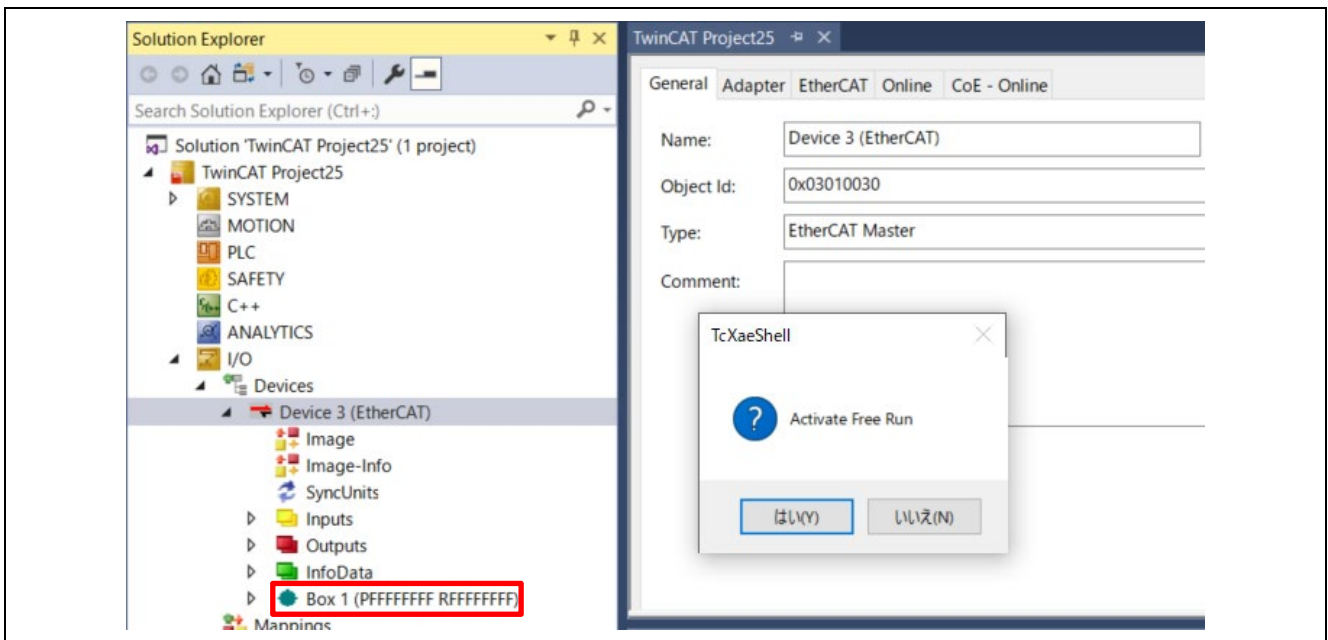 Solution Explorer
Search Solution Explorer (Ctrl+:)
Solution 'TwinCAT Project25' (1 project)
TwinCAT Project25
SYSTEM
MOTION
PLC
SAFETY
C++
ANALYTICS
I/O
Devices
Device 3 (EtherCAT)
Image
Image-Info
SyncUnits
Inputs
Outputs
InfoData
Box 1 (PFFFFFFFF RFFFFFFFF)
Mappings
TwinCAT Project25
General Adapter EtherCAT Online CoE - Online
Name: Device 3 (EtherCAT)
Object Id: 0x03010030
Type: EtherCAT Master
Comment:
TcXaeShell
Activate Free Run
はい(Y) いいえ(N)